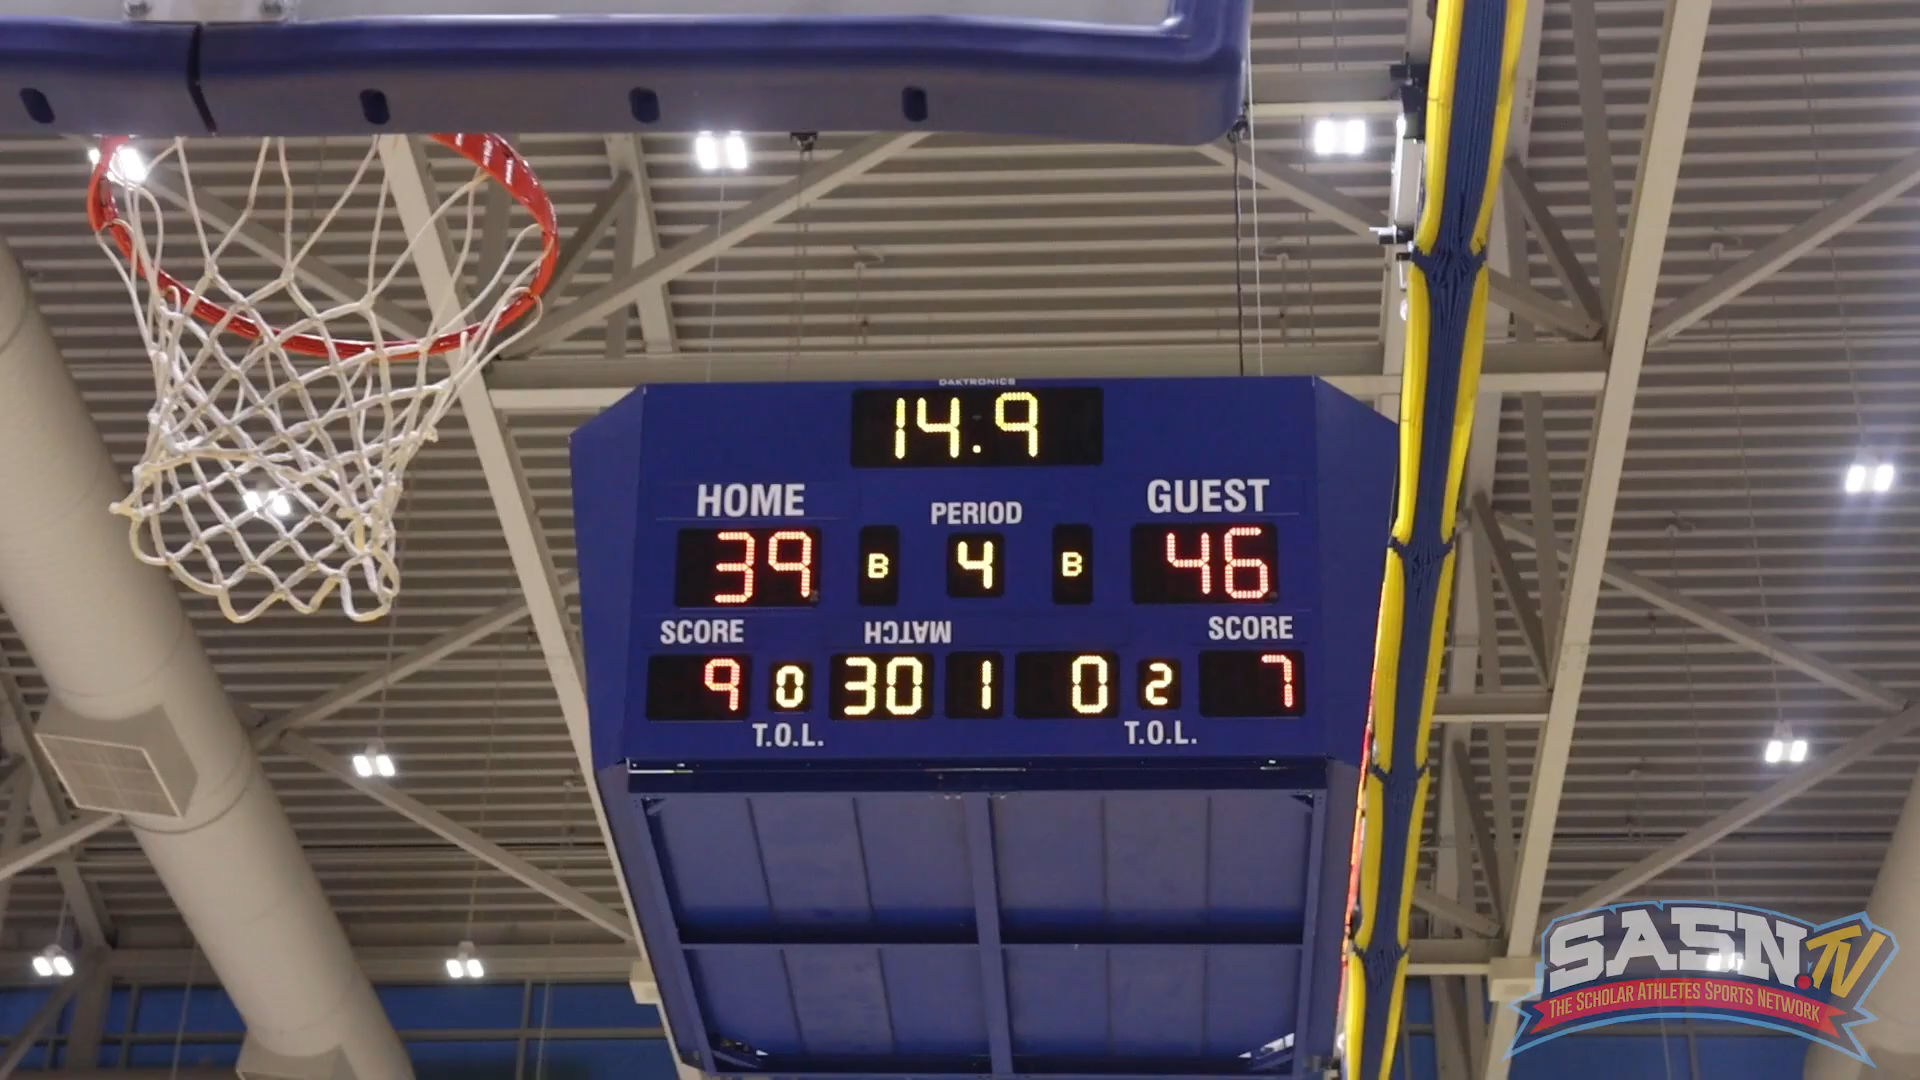 DAKTRONICS
14.9
HOME PERIOD GUEST
39 B 4 B 46
SCORE MATCH SCORE
9 0 30 1 0 2 7
T.O.L. T.O.L.
SASN.TV
THE SCHOLAR ATHLETES SPORTS NETWORK